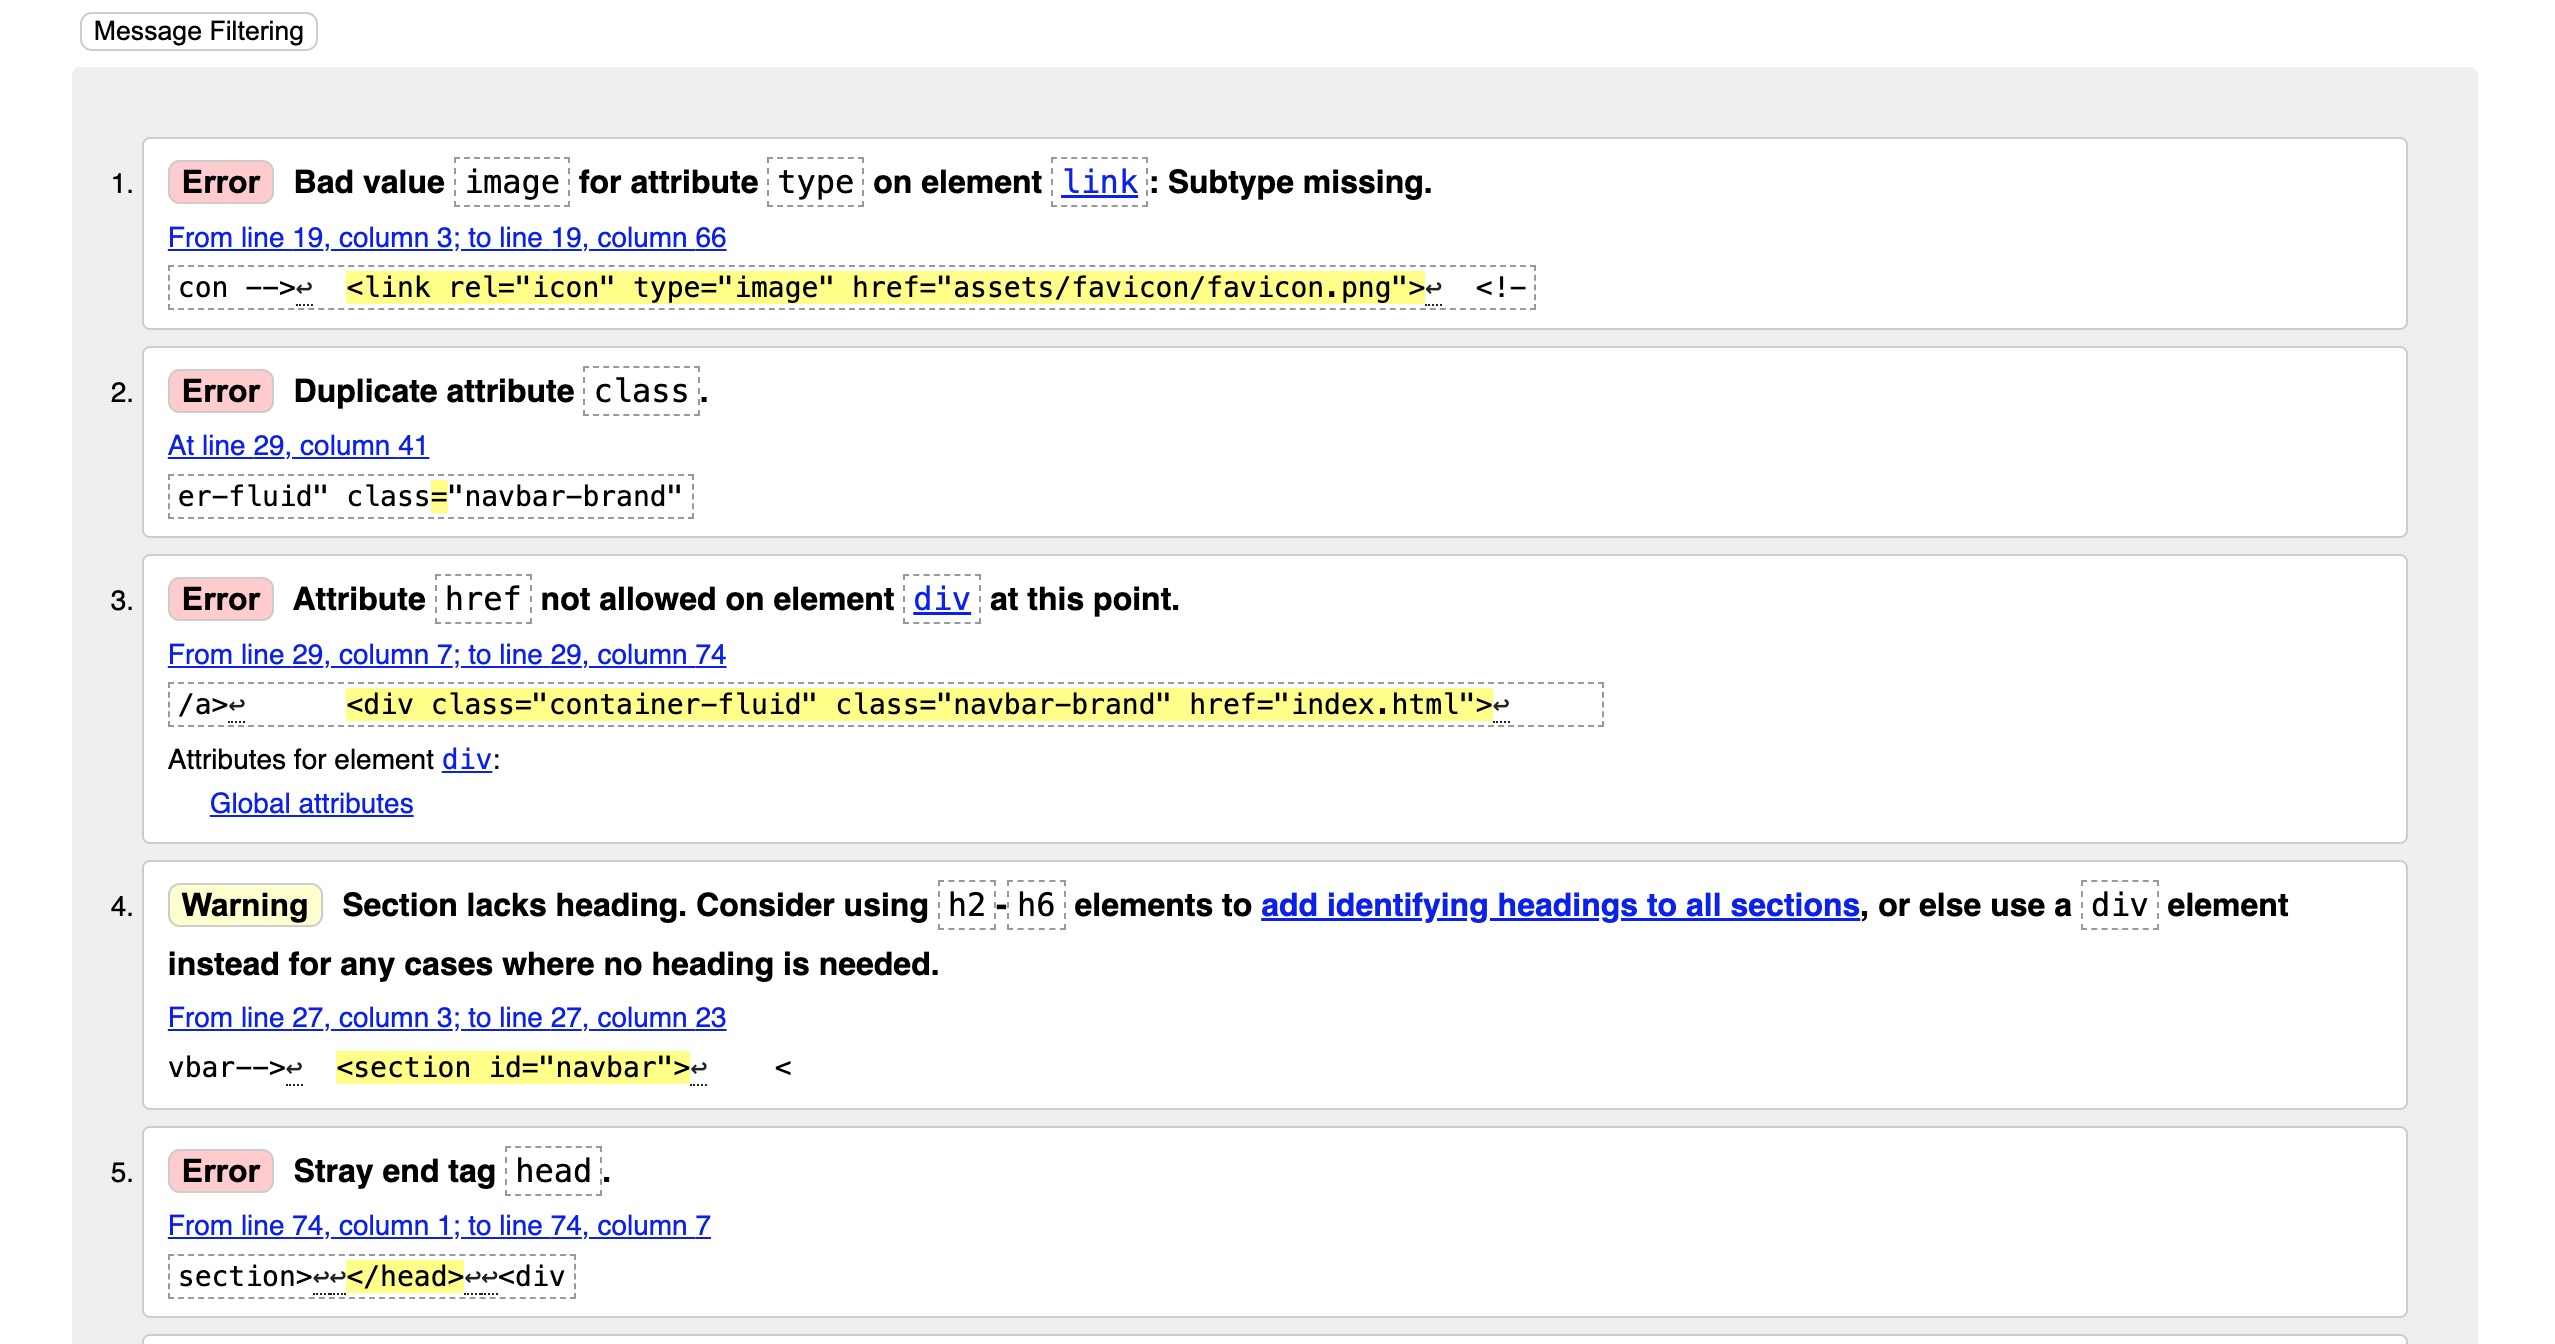 Message Filtering
1. Error Bad value image for attribute type on element link: Subtype missing.
From line 19, column 3; to line 19, column 66
con -->↩  <link rel="icon" type="image" href="assets/favicon/favicon.png">↩  <!-
2. Error Duplicate attribute class.
At line 29, column 41
er-fluid" class="navbar-brand"
3. Error Attribute href not allowed on element div at this point.
From line 29, column 7; to line 29, column 74
/a>↩      <div class="container-fluid" class="navbar-brand" href="index.html">↩
Attributes for element div:
Global attributes
4. Warning Section lacks heading. Consider using h2-h6 elements to add identifying headings to all sections, or else use a div element
instead for any cases where no heading is needed.
From line 27, column 3; to line 27, column 23
vbar-->↩  <section id="navbar">↩    <
5. Error Stray end tag head.
From line 74, column 1; to line 74, column 7
section>↩↩</head>↩↩<div